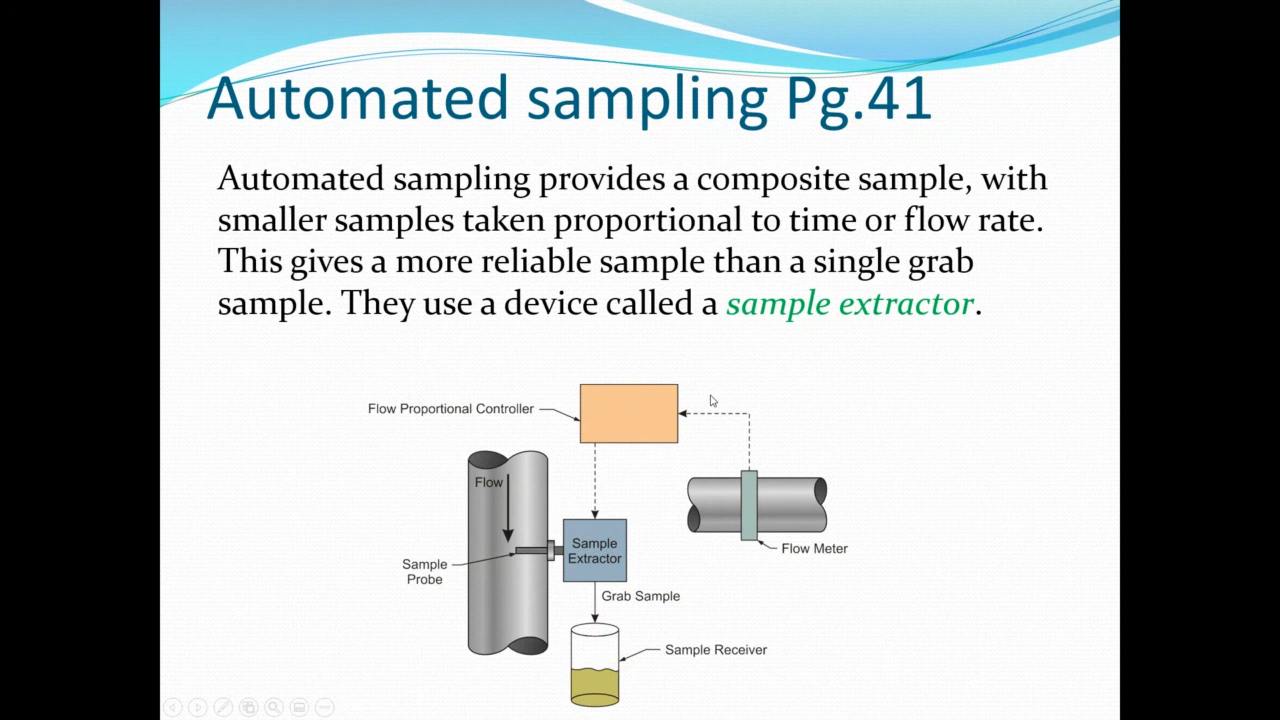 Automated sampling Pg.41
Automated sampling provides a composite sample, with
smaller samples taken proportional to time or flow rate.
This gives a more reliable sample than a single grab
sample. They use a device called a sample extractor.
Flow Proportional Controller
Flow
Sample
Extractor
Flow Meter
Sample
Probe
Grab Sample
Sample Receiver